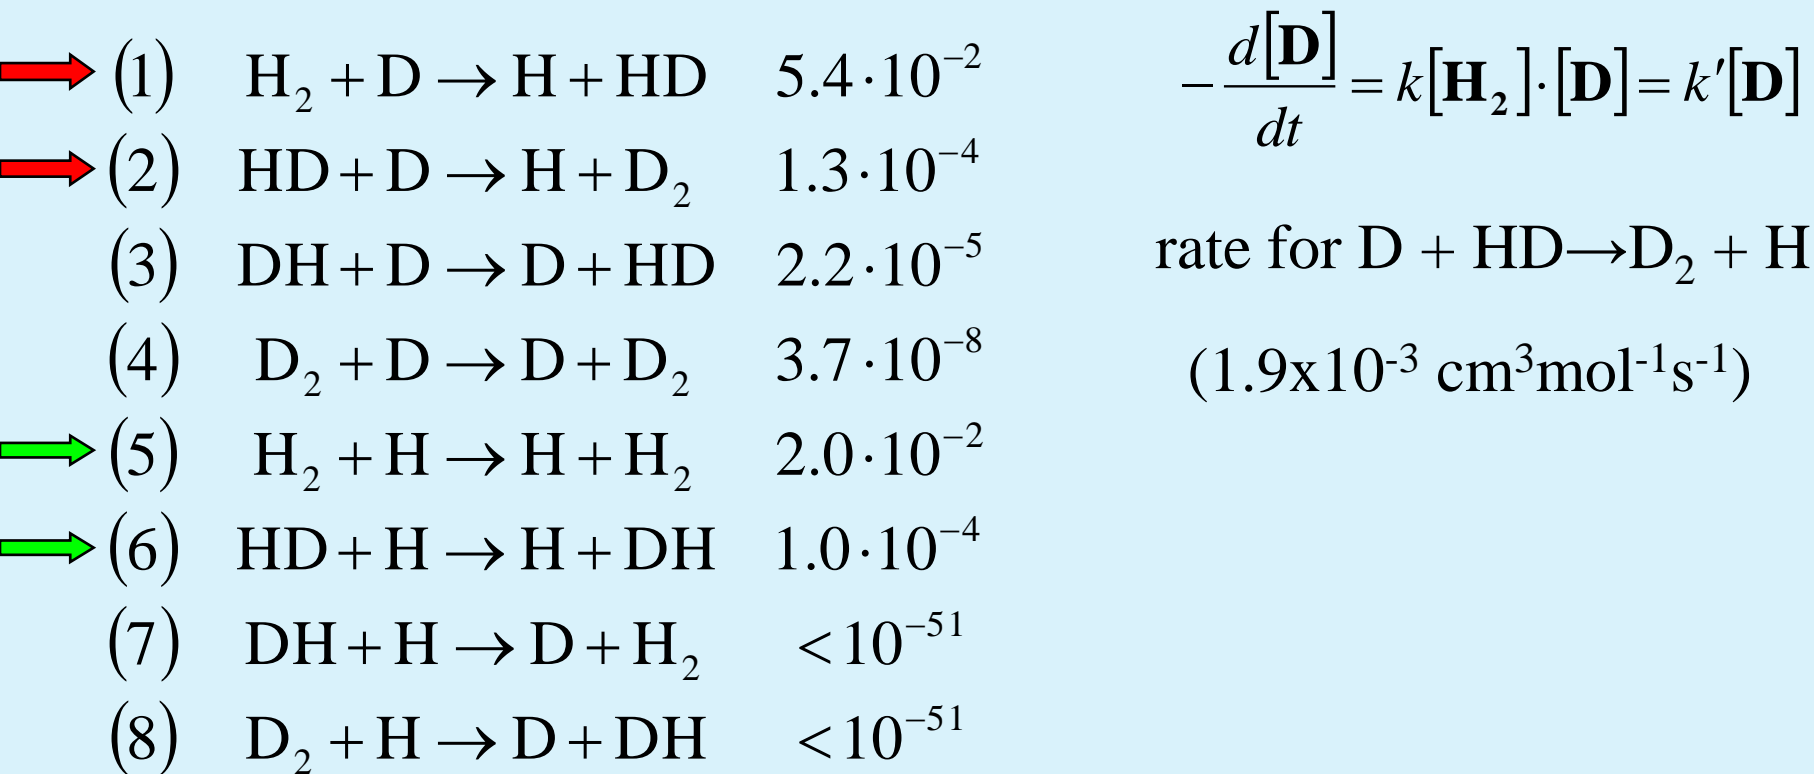 (1) H₂ + D → H + HD 5.4·10⁻²
(2) HD + D → H + D₂ 1.3·10⁻⁴
(3) DH + D → D + HD 2.2·10⁻⁵
(4) D₂ + D → D + D₂ 3.7·10⁻⁸
(5) H₂ + H → H + H₂ 2.0·10⁻²
(6) HD + H → H + DH 1.0·10⁻⁴
(7) DH + H → D + H₂ <10⁻⁵¹
(8) D₂ + H → D + DH <10⁻⁵¹
−d[D]/dt = k[H₂]·[D] = k′[D]
rate for D + HD→D₂ + H
(1.9x10⁻³ cm³mol⁻¹s⁻¹)